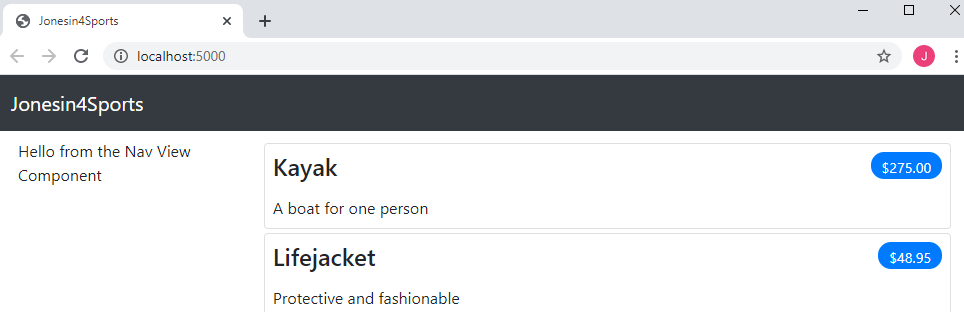 Jonesin4Sports
localhost:5000
J
Jonesin4Sports
Hello from the Nav View
Component
Kayak
$275.00
A boat for one person
Lifejacket
$48.95
Protective and fashionable